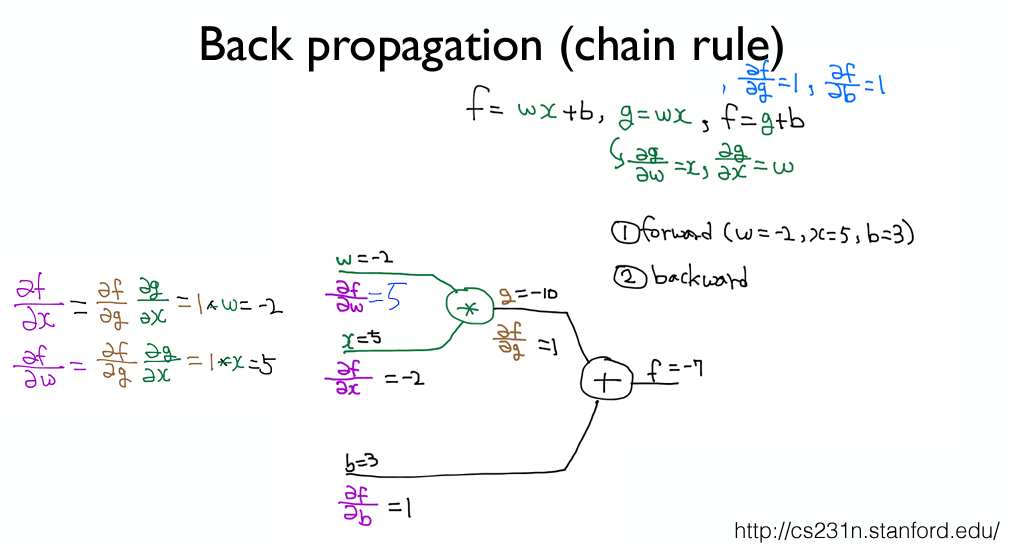 Back propagation (chain rule)
, ∂f/∂g = 1, ∂f/∂b = 1
f = wx+b, g = wx, f = g+b
∂g/∂w = x, ∂g/∂x = w
① forward (w = -2, x=5, b=3)
② backward
∂f/∂x = ∂f/∂g ∂g/∂x = 1 * w = -2
∂f/∂w = ∂f/∂g ∂g/∂x = 1 * x = 5
w = -2
∂f/∂w = 5
*
g = -10
x = 5
∂f/∂g = 1
∂f/∂x = -2
+
f = -7
b=3
∂f/∂b = 1
http://cs231n.stanford.edu/